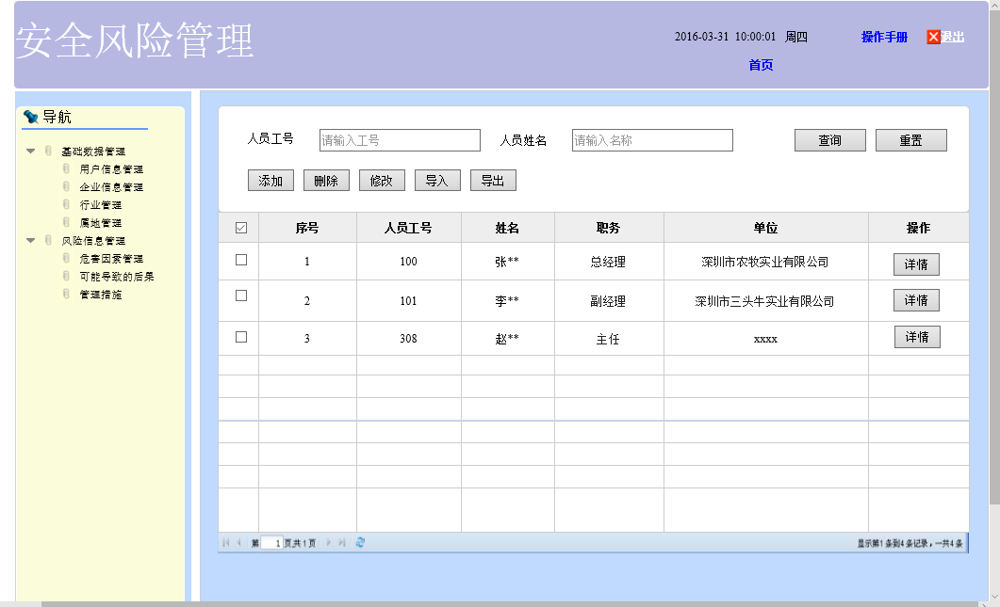 安全风险管理
2016-03-31 10:00:01 周四
操作手册
退出
首页
导航
基础数据管理
用户信息管理
企业信息管理
行业管理
属地管理
风险信息管理
危害因素管理
可能导致的后果
管理措施
人员工号 请输入工号 人员姓名 请输入名称 查询 重置
添加 删除 修改 导入 导出
序号 人员工号 姓名 职务 单位 操作
1 100 张** 总经理 深圳市农牧实业有限公司 详情
2 101 李** 副经理 深圳市三头牛实业有限公司 详情
3 308 赵** 主任 xxxx 详情
第 1 页,共1页
显示第1条到4条记录，一共4条